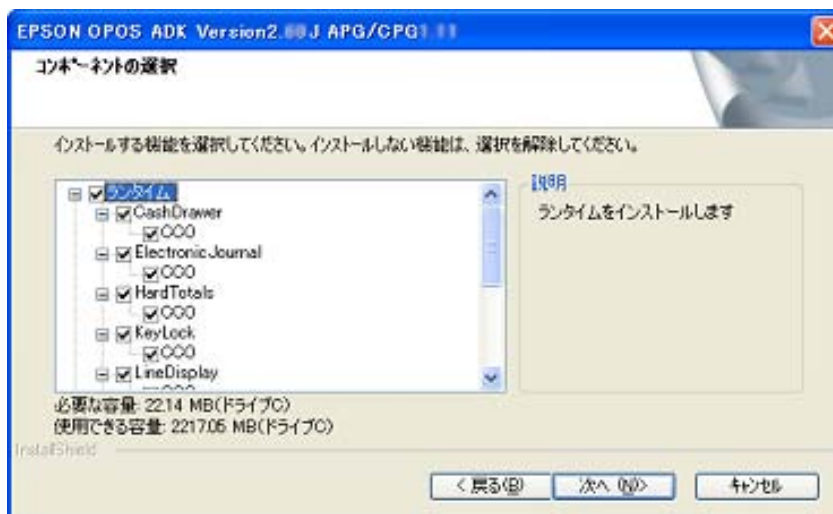 EPSON OPOS ADK Version2. J APG/CPG
コンポーネントの選択
インストールする機能を選択してください。インストールしない機能は、選択を解除してください。
ランタイム
CashDrawer
CCO
ElectronicJournal
CCO
HardTotals
CCO
KeyLock
CCO
LineDisplay
説明
ランタイムをインストールします
必要な容量: 22.14 MB(ドライブC)
使用できる容量: 2217.05 MB(ドライブC)
InstallShield
< 戻る(B)
次へ (N)>
キャンセル